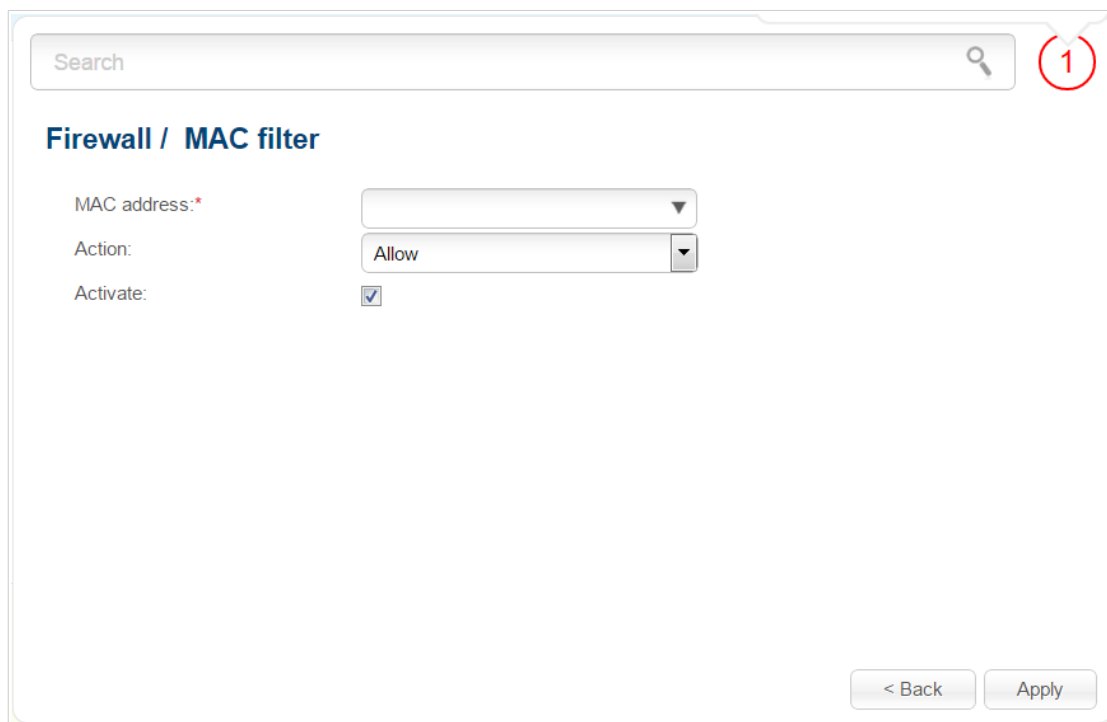 Search
1
Firewall /  MAC filter
MAC address:*
Action:
Allow
Activate:
< Back
Apply